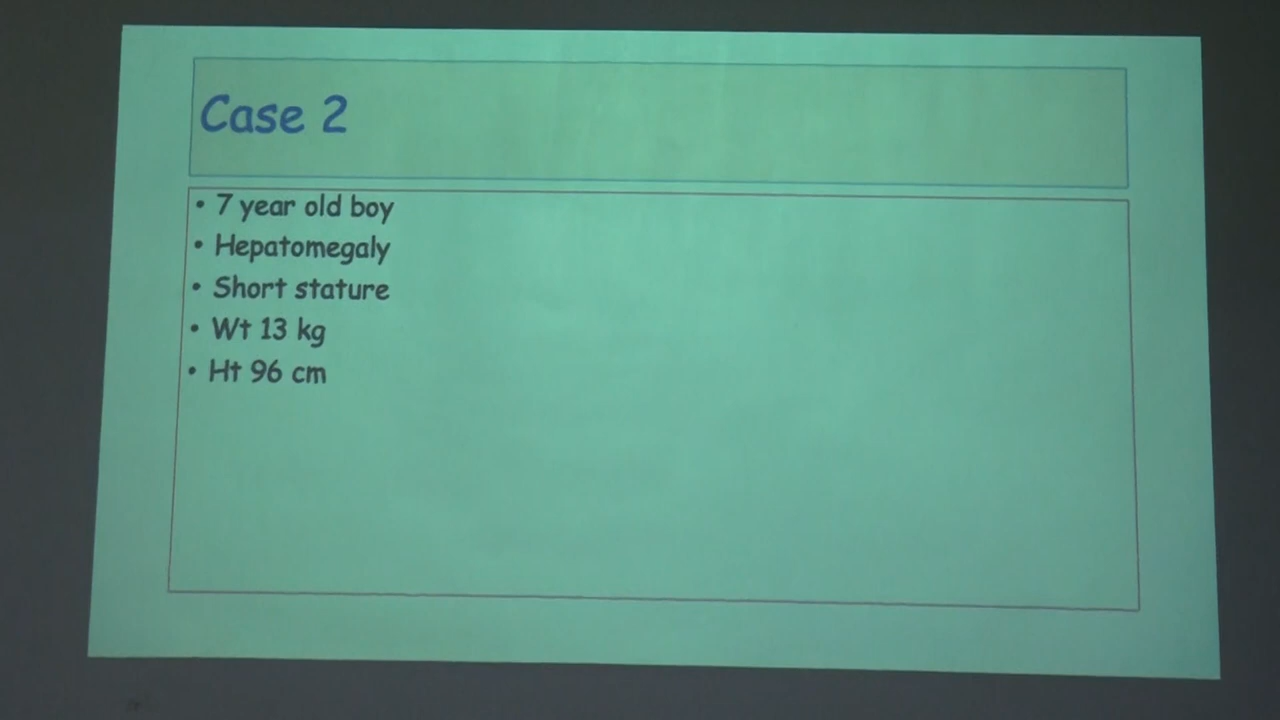 Case 2
• 7 year old boy
• Hepatomegaly
• Short stature
• Wt 13 kg
• Ht 96 cm